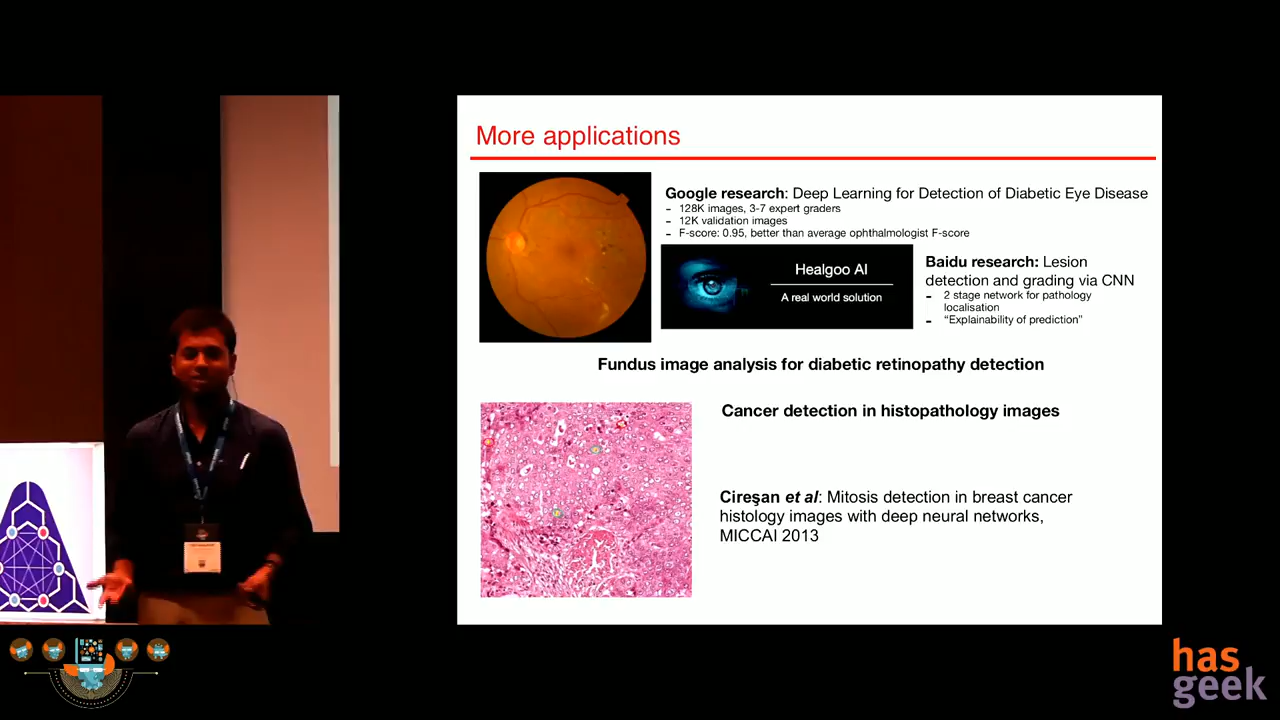 More applications
Google research: Deep Learning for Detection of Diabetic Eye Disease
- 128K images, 3-7 expert graders
- 12K validation images
- F-score: 0.95, better than average ophthalmologist F-score
Healgoo AI
A real world solution
Baidu research: Lesion
detection and grading via CNN
- 2 stage network for pathology
localisation
- “Explainability of prediction”
Fundus image analysis for diabetic retinopathy detection
Cancer detection in histopathology images
Cireşan et al: Mitosis detection in breast cancer
histology images with deep neural networks,
MICCAI 2013
has
geek